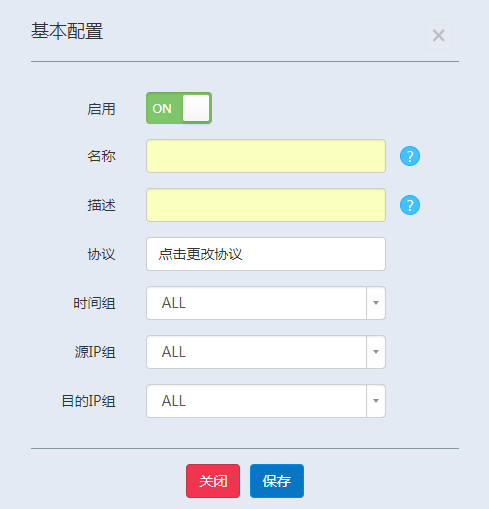 基本配置
×
启用 ON
名称 ?
描述 ?
协议 点击更改协议
时间组 ALL
源IP组 ALL
目的IP组 ALL
关闭 保存